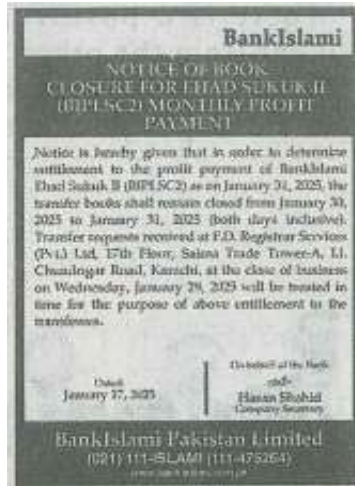 BankIslami
NOTICE OF BOOK
CLOSURE FOR EHAD SUKUK II
(BIPLSC2) MONTHLY PROFIT
PAYMENT
Notice is hereby given that in order to determine
entitlement to the profit payment of BankIslami
Ehad Sukuk II (BIPLSC2) as on January 31, 2025, the
transfer books shall remain closed from January 30,
2025 to January 31, 2025 (both days inclusive).
Transfer requests received at F.D. Registrar Services
(Pvt.) Ltd, 17th Floor, Saima Trade Tower-A, I.I.
Chundrigar Road, Karachi, at the close of business
on Wednesday, January 29, 2025 will be treated in
time for the purpose of above entitlement to the
transferees.
Dated:
January 17, 2025
On behalf of the Bank
-sd-
Hasan Shahid
Company Secretary
BankIslami Pakistan Limited
(021) 111-ISLAMI (111-475264)
www.bankislami.com.pk